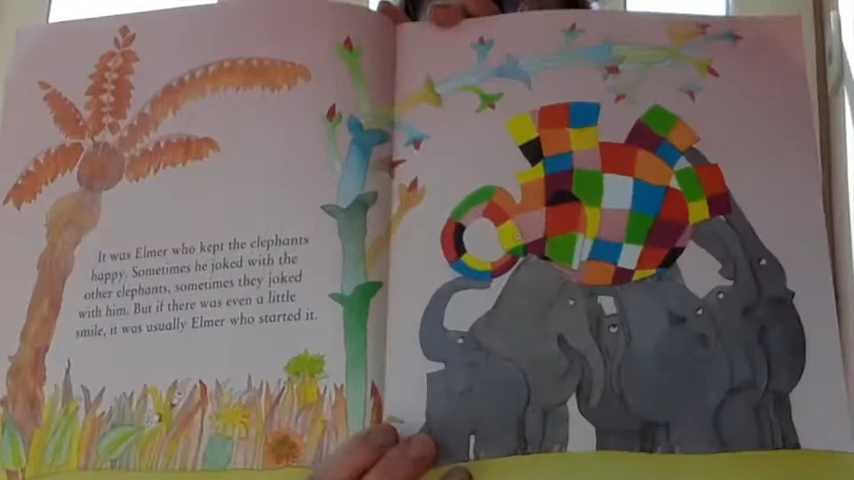 It was Elmer who kept the elephants
happy. Sometimes he joked with the
other elephants, sometimes they joked
with him. But if there was even a little
smile, it was usually Elmer who started it.